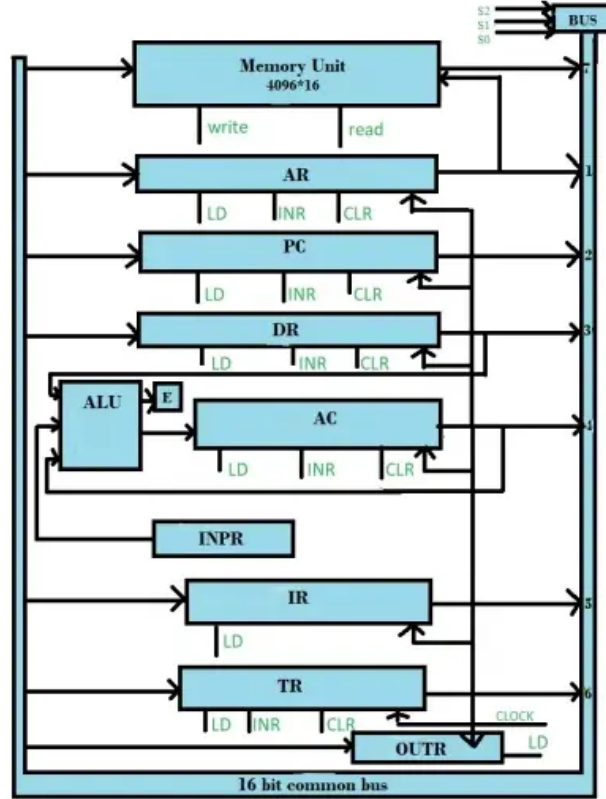 S2
S1
S0
BUS
Memory Unit
4096*16
7
write
read
AR
1
LD
INR
CLR
PC
2
LD
INR
CLR
DR
3
LD
INR
CLR
ALU
E
AC
4
LD
INR
CLR
INPR
IR
5
LD
TR
6
LD
INR
CLR
CLOCK
OUTR
LD
16 bit common bus